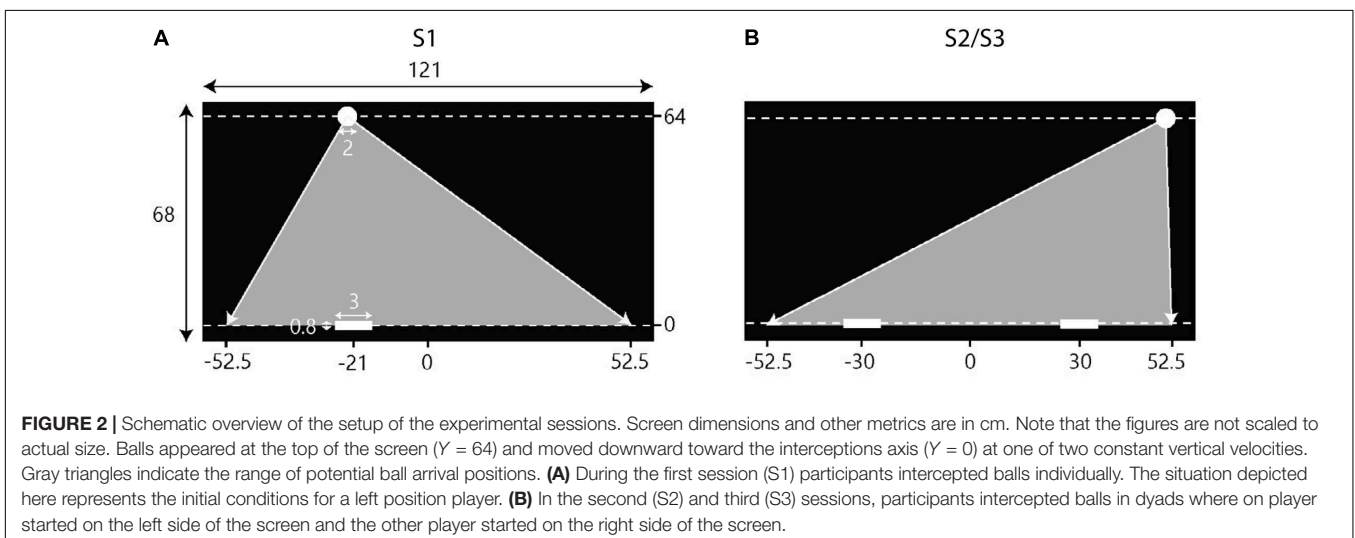 A S1 B S2/S3
121
64
2
68
3
0.8
0
-52.5 -21 0 52.5 -52.5 -30 0 30 52.5
FIGURE 2 | Schematic overview of the setup of the experimental sessions. Screen dimensions and other metrics are in cm. Note that the figures are not scaled to
actual size. Balls appeared at the top of the screen (Y = 64) and moved downward toward the interceptions axis (Y = 0) at one of two constant vertical velocities.
Gray triangles indicate the range of potential ball arrival positions. (A) During the first session (S1) participants intercepted balls individually. The situation depicted
here represents the initial conditions for a left position player. (B) In the second (S2) and third (S3) sessions, participants intercepted balls in dyads where on player
started on the left side of the screen and the other player started on the right side of the screen.